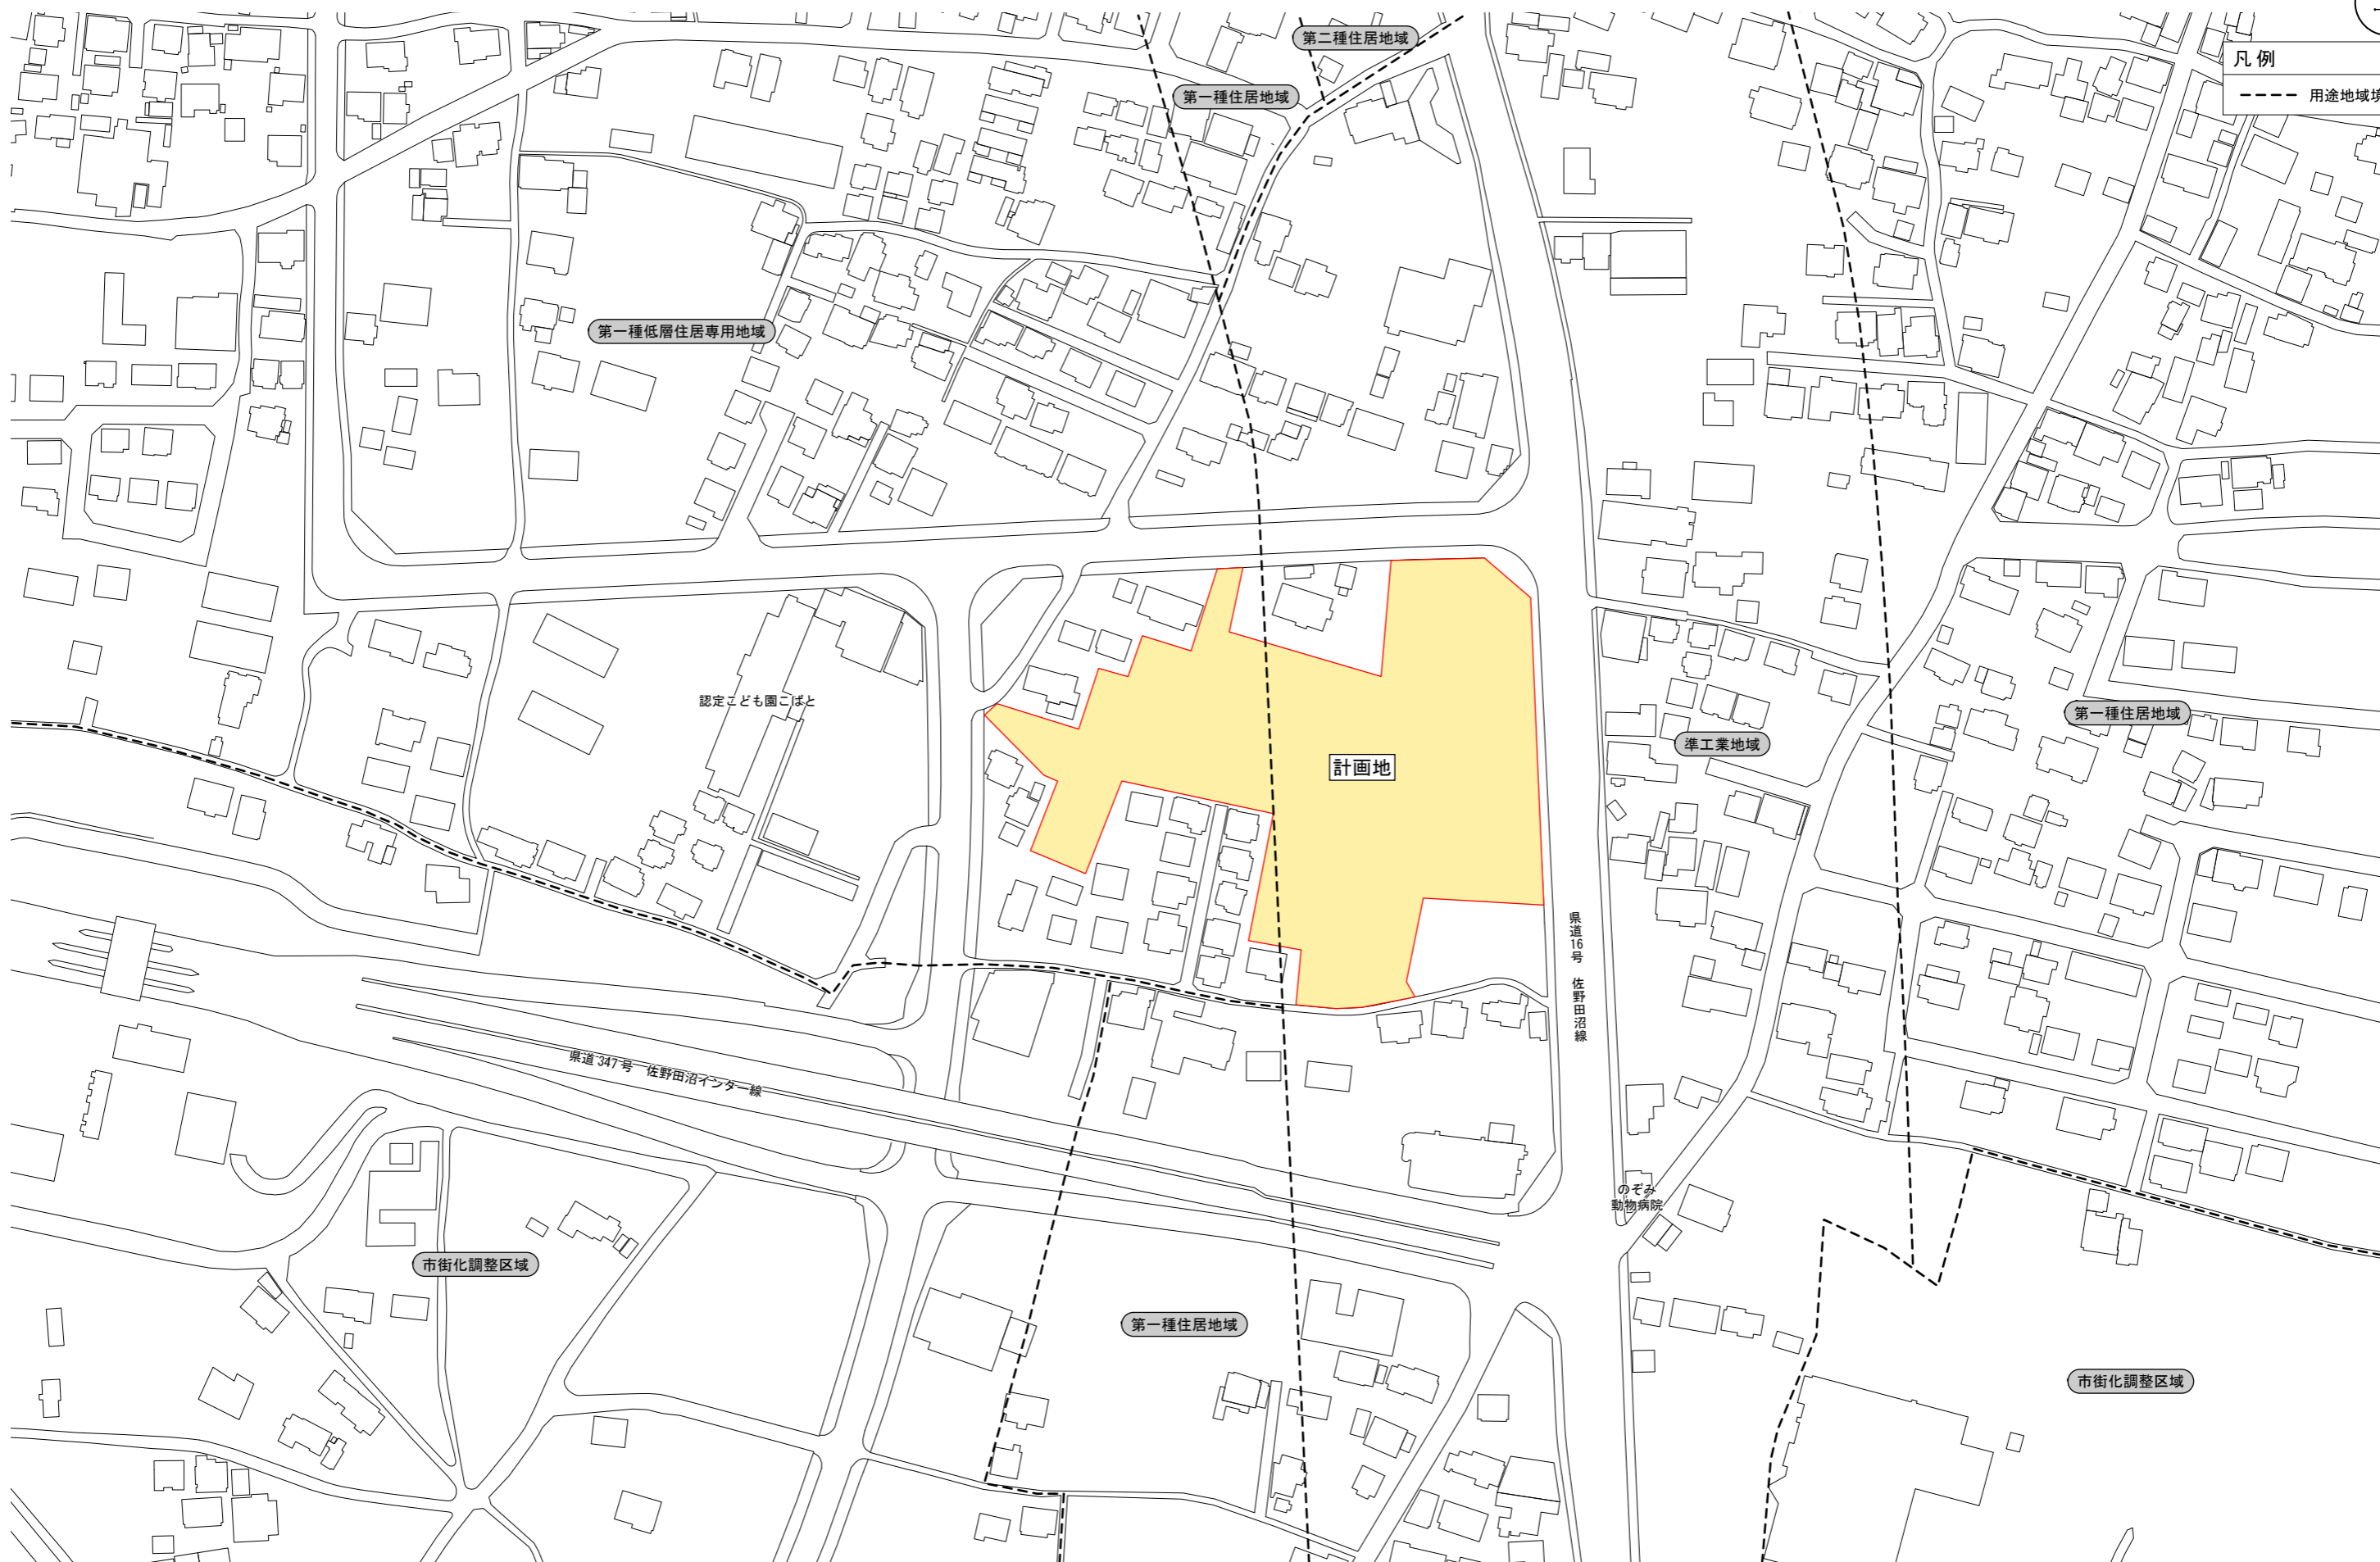 第二種住居地域
凡 例
第一種住居地域
用途地域境
第一種低層住居専用地域
認定こども園こばと
第一種住居地域
準工業地域
計画地
県道16号 佐野田沼線
県道347号 佐野田沼インター線
のぞみ
動物病院
市街化調整区域
第一種住居地域
市街化調整区域